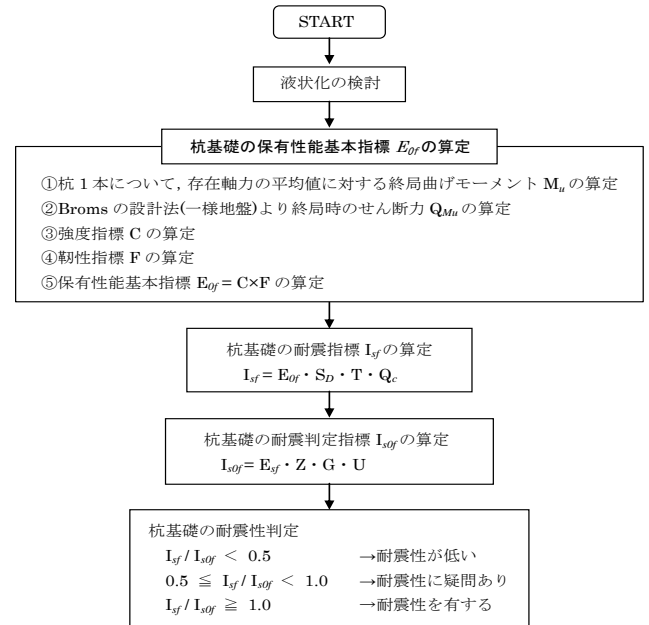 START
液状化の検討
杭基礎の保有性能基本指標 E0fの算定
①杭 1 本について，存在軸力の平均値に対する終局曲げモーメント Mu の算定
②Broms の設計法(一様地盤)より終局時のせん断力 QMu の算定
③強度指標 C の算定
④靭性指標 F の算定
⑤保有性能基本指標 E0f = C×F の算定
杭基礎の耐震指標 Isf の算定
Isf = E0f・SD・T・Qc
杭基礎の耐震判定指標 Is0f の算定
Is0f = Esf・Z・G・U
杭基礎の耐震性判定
Isf / Is0f ＜ 0.5 →耐震性が低い
0.5 ≦ Isf / Is0f ＜ 1.0 →耐震性に疑問あり
Isf / Is0f ≧ 1.0 →耐震性を有する